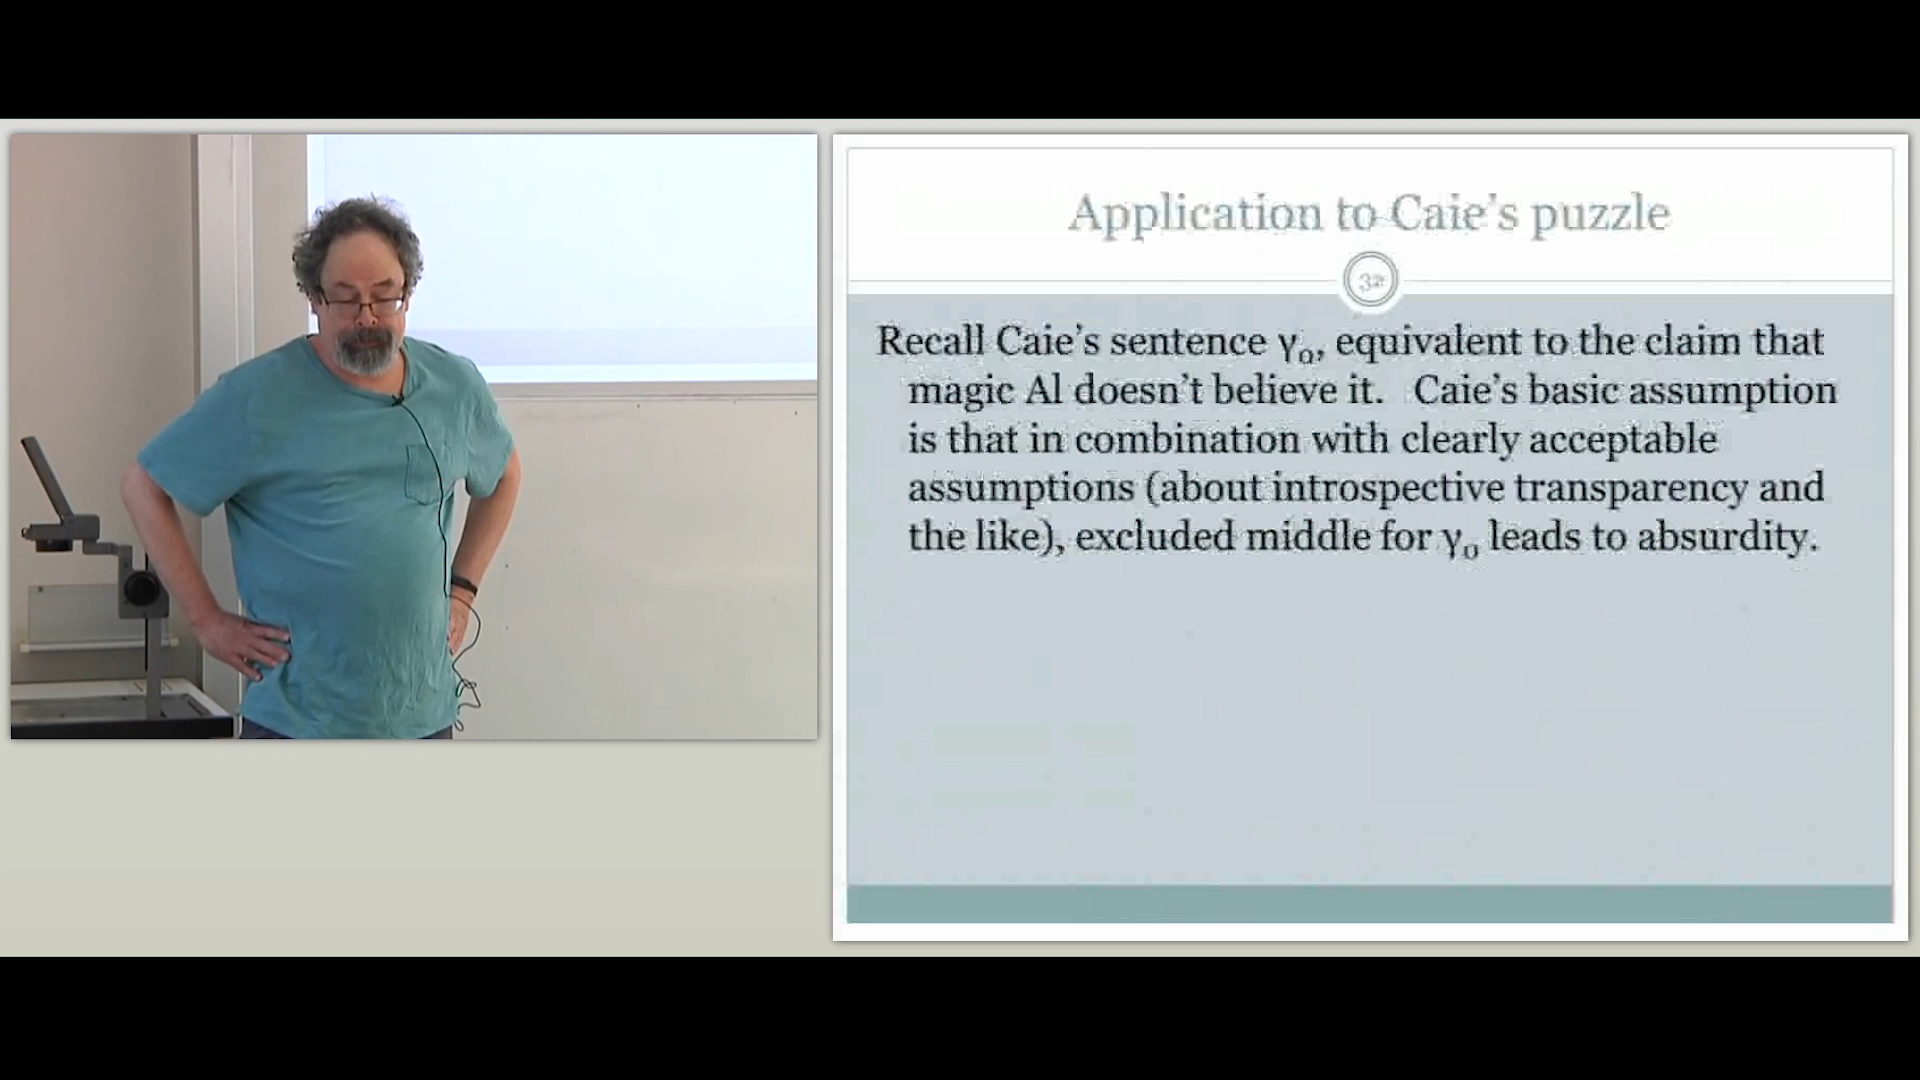 Application to Caie's puzzle
Recall Caie's sentence γ₀, equivalent to the claim that
magic Al doesn't believe it. Caie's basic assumption
is that in combination with clearly acceptable
assumptions (about introspective transparency and
the like), excluded middle for γ₀ leads to absurdity.